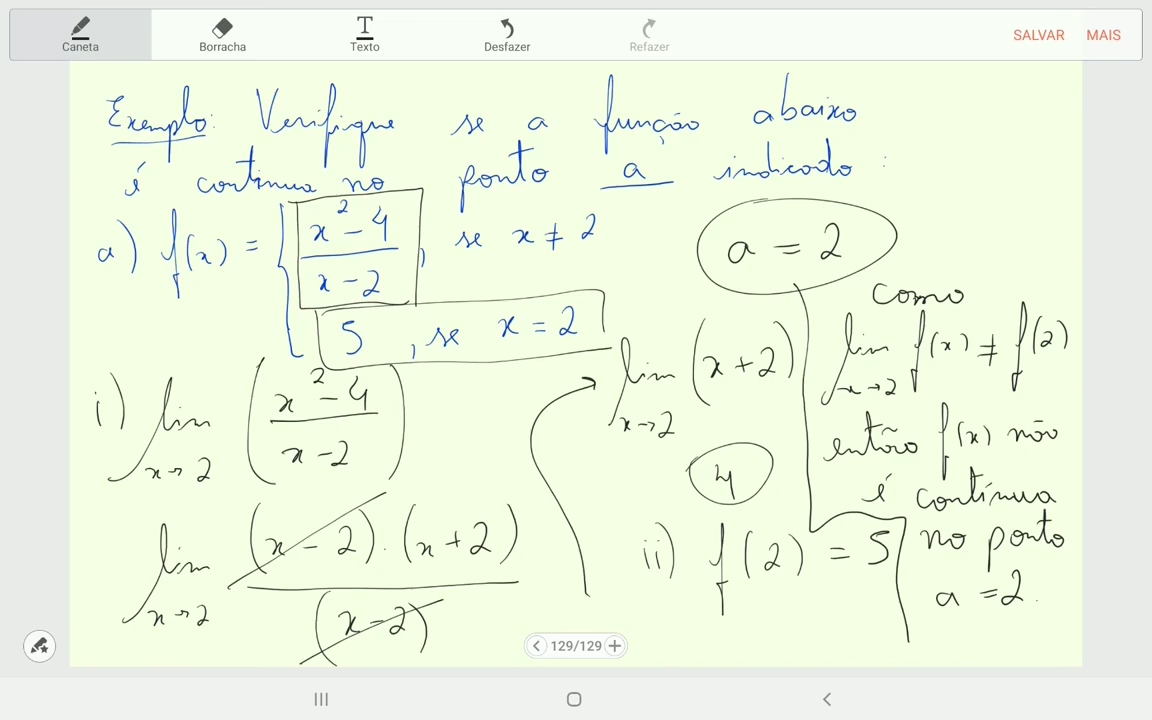 Caneta Borracha Texto Desfazer Refazer SALVAR MAIS
Exemplo: Verifique se a função abaixo
é contínua no ponto a indicado:
a) f(x) = { x² - 4 / x - 2 , se x ≠ 2
5 , se x = 2
a = 2
i) lim x→2 ( x² - 4 / x - 2 )
lim x→2 (x - 2) . (x + 2) / (x - 2)
lim x→2 (x + 2)
4
ii) f(2) = 5
como
lim x→2 f(x) ≠ f(2)
então f(x) não
é contínua
no ponto
a = 2.
129/129